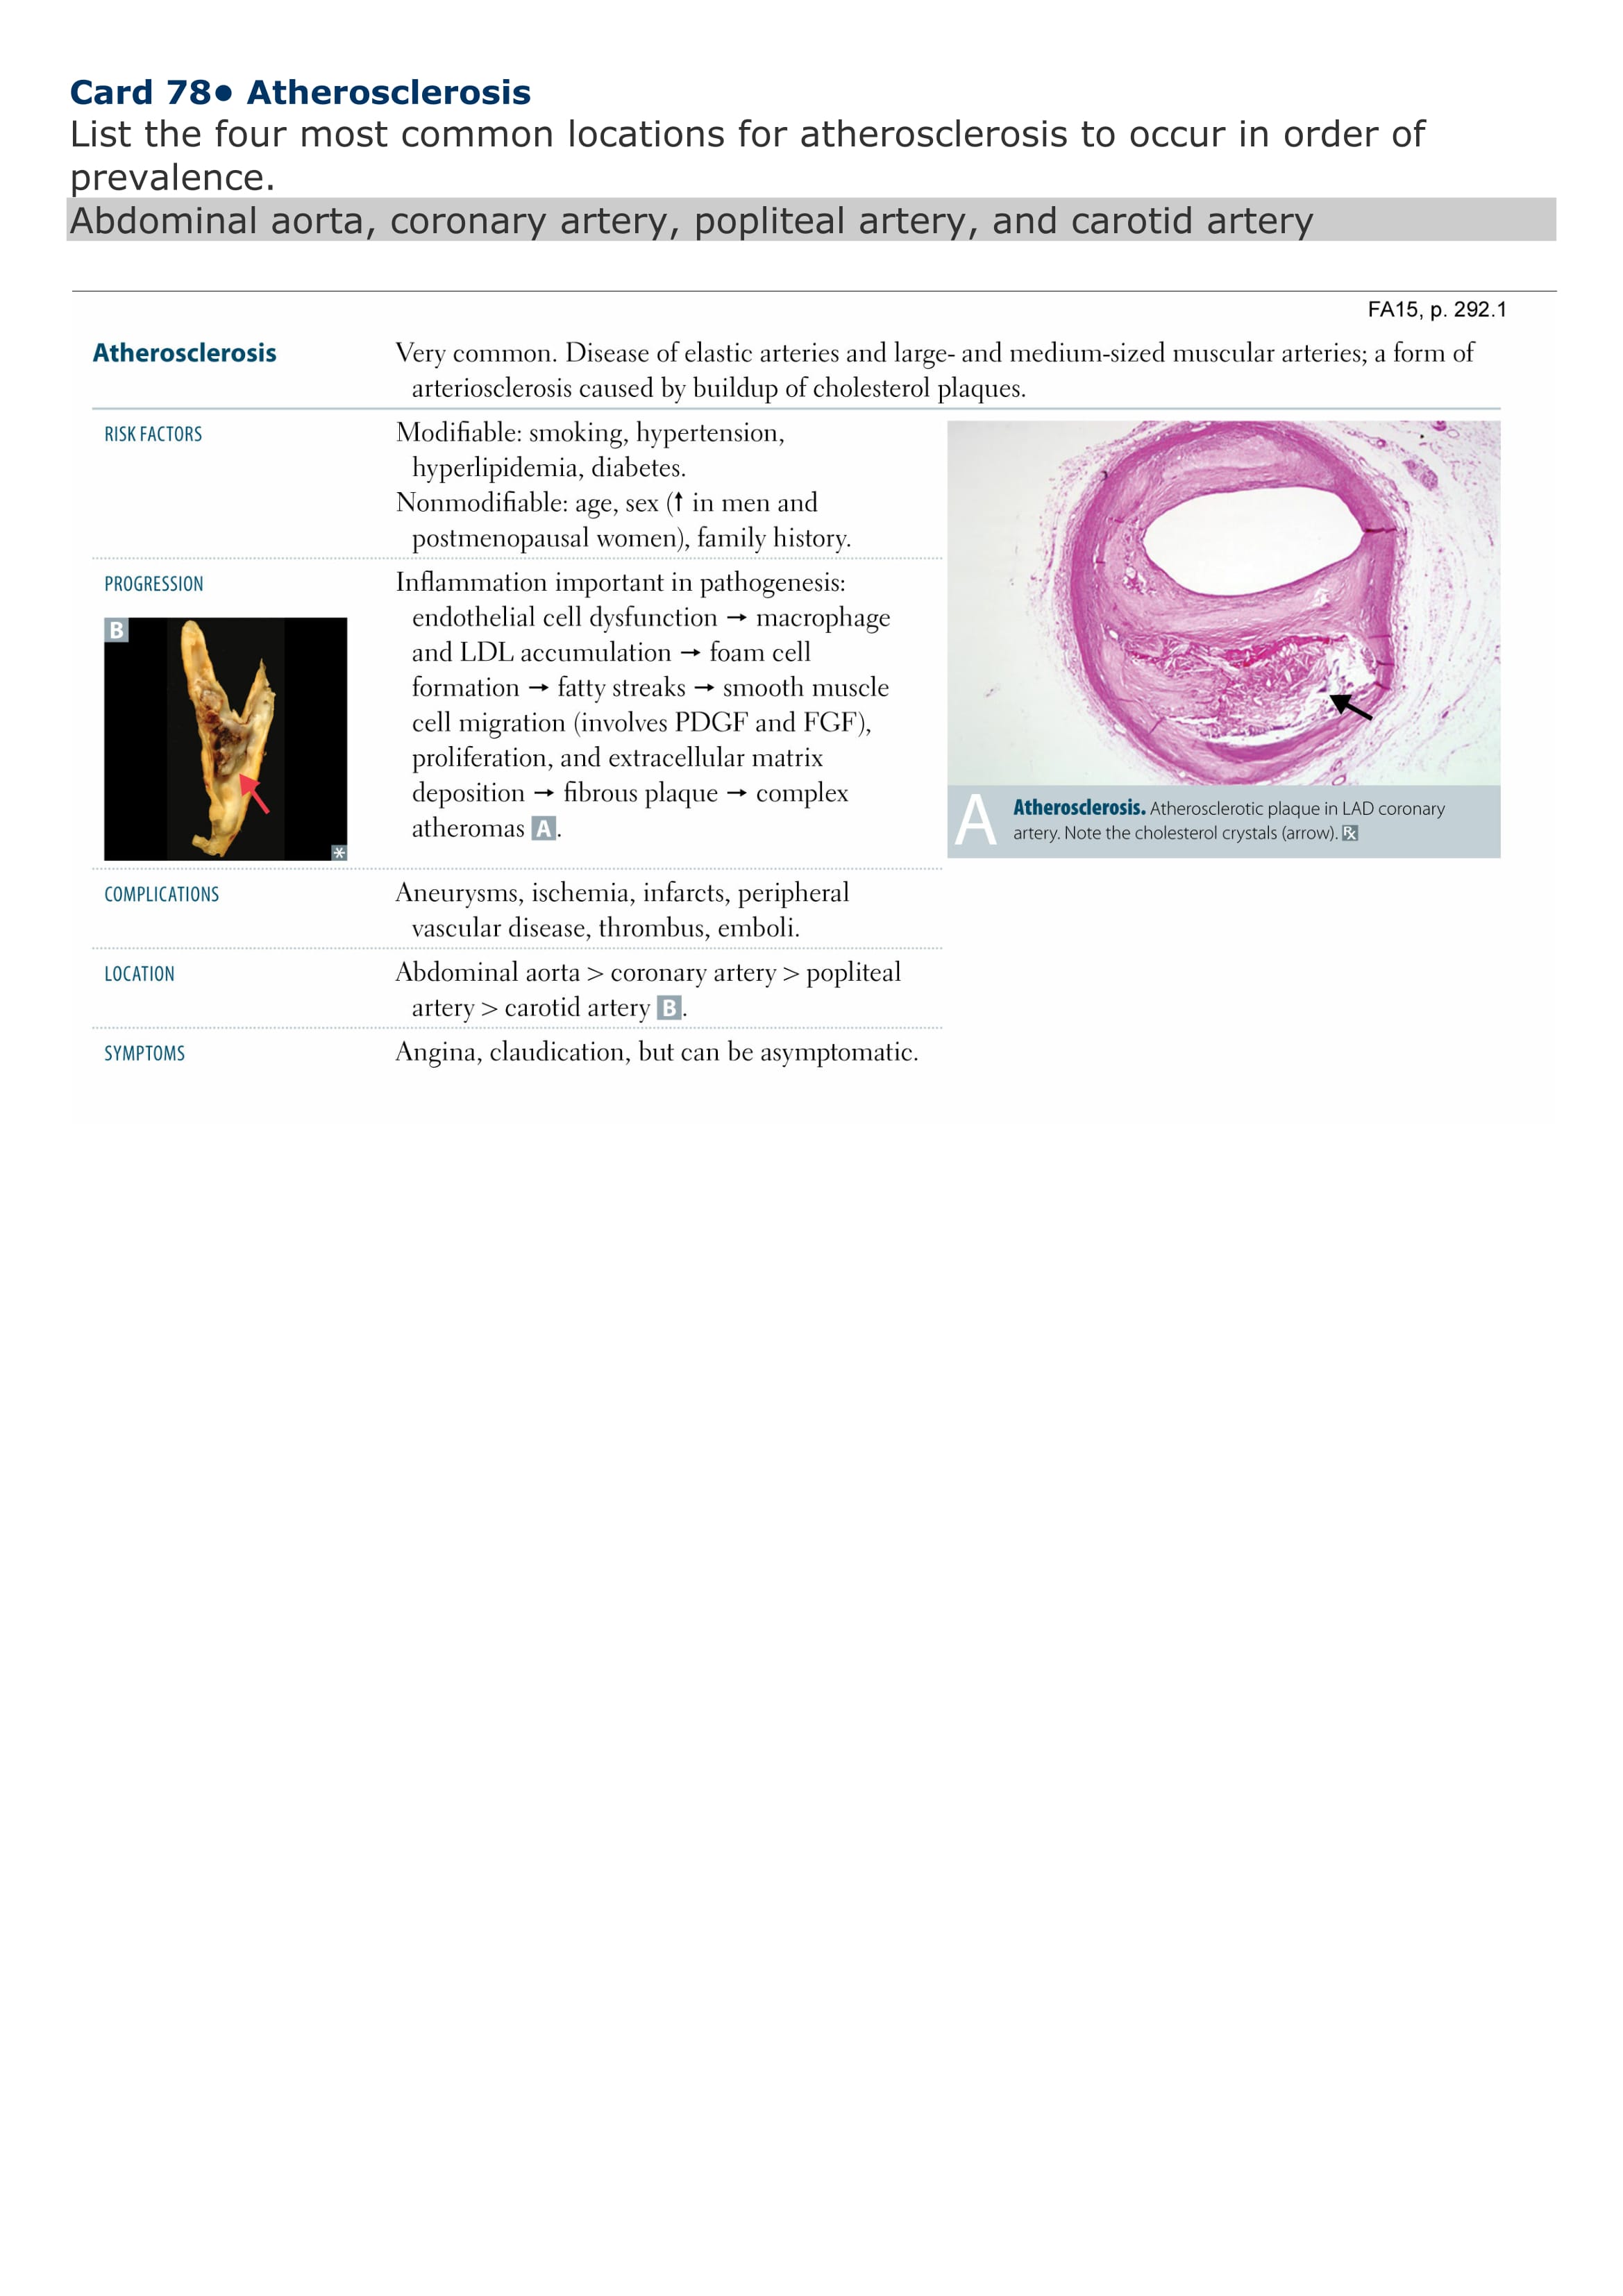 Card 78• Atherosclerosis
List the four most common locations for atherosclerosis to occur in order of
prevalence.
Abdominal aorta, coronary artery, popliteal artery, and carotid artery
FA15, p. 292.1
Atherosclerosis
Very common. Disease of elastic arteries and large- and medium-sized muscular arteries; a form of
arteriosclerosis caused by buildup of cholesterol plaques.
RISK FACTORS
Modifiable: smoking, hypertension,
hyperlipidemia, diabetes.
Nonmodifiable: age, sex (↑ in men and
postmenopausal women), family history.
PROGRESSION
B
*
Inflammation important in pathogenesis:
endothelial cell dysfunction → macrophage
and LDL accumulation → foam cell
formation → fatty streaks → smooth muscle
cell migration (involves PDGF and FGF),
proliferation, and extracellular matrix
deposition → fibrous plaque → complex
atheromas A.
A
Atherosclerosis. Atherosclerotic plaque in LAD coronary
artery. Note the cholesterol crystals (arrow). ℞
COMPLICATIONS
Aneurysms, ischemia, infarcts, peripheral
vascular disease, thrombus, emboli.
LOCATION
Abdominal aorta > coronary artery > popliteal
artery > carotid artery B.
SYMPTOMS
Angina, claudication, but can be asymptomatic.